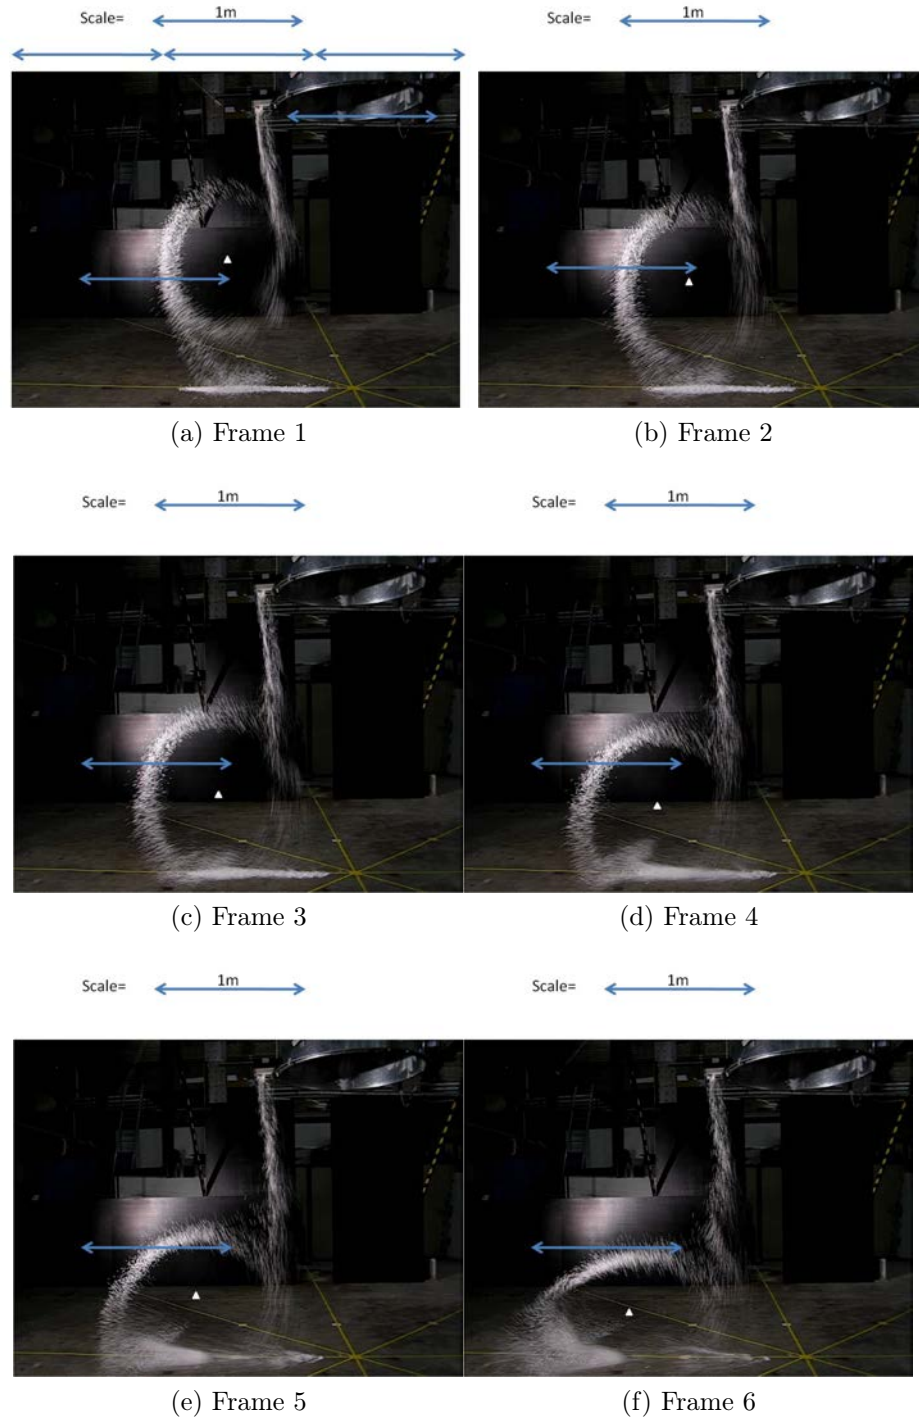 Scale= 1m Scale= 1m
(a) Frame 1 (b) Frame 2
Scale= 1m Scale= 1m
(c) Frame 3 (d) Frame 4
Scale= 1m Scale= 1m
(e) Frame 5 (f) Frame 6